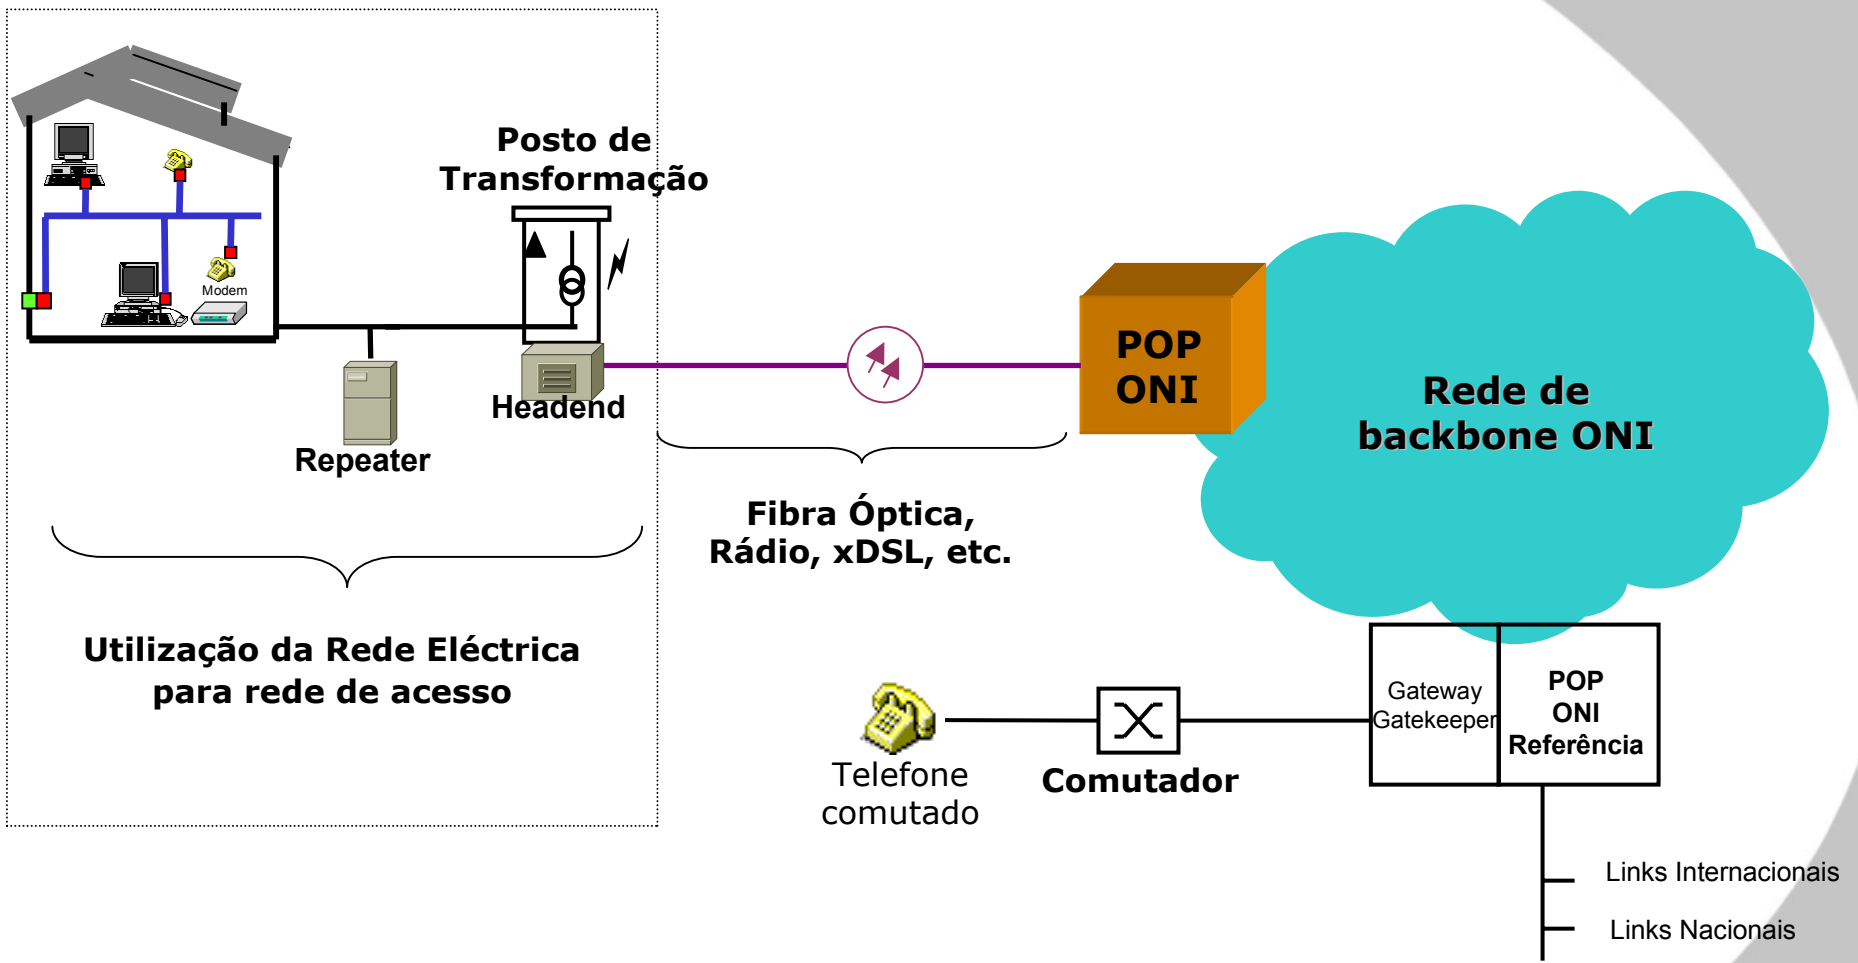 Posto de
Transformação
Modem
Headend
Repeater
POP
ONI
Rede de
backbone ONI
Fibra Óptica,
Rádio, xDSL, etc.
Utilização da Rede Eléctrica
para rede de acesso
Gateway
Gatekeeper
POP
ONI
Referência
Telefone
comutado
Comutador
Links Internacionais
Links Nacionais